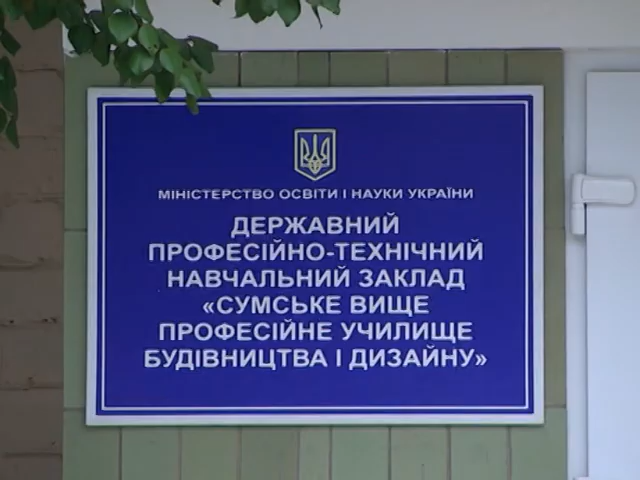 МІНІСТЕРСТВО ОСВІТИ І НАУКИ УКРАЇНИ
ДЕРЖАВНИЙ
ПРОФЕСІЙНО-ТЕХНІЧНИЙ
НАВЧАЛЬНИЙ ЗАКЛАД
«СУМСЬКЕ ВИЩЕ
ПРОФЕСІЙНЕ УЧИЛИЩЕ
БУДІВНИЦТВА І ДИЗАЙНУ»